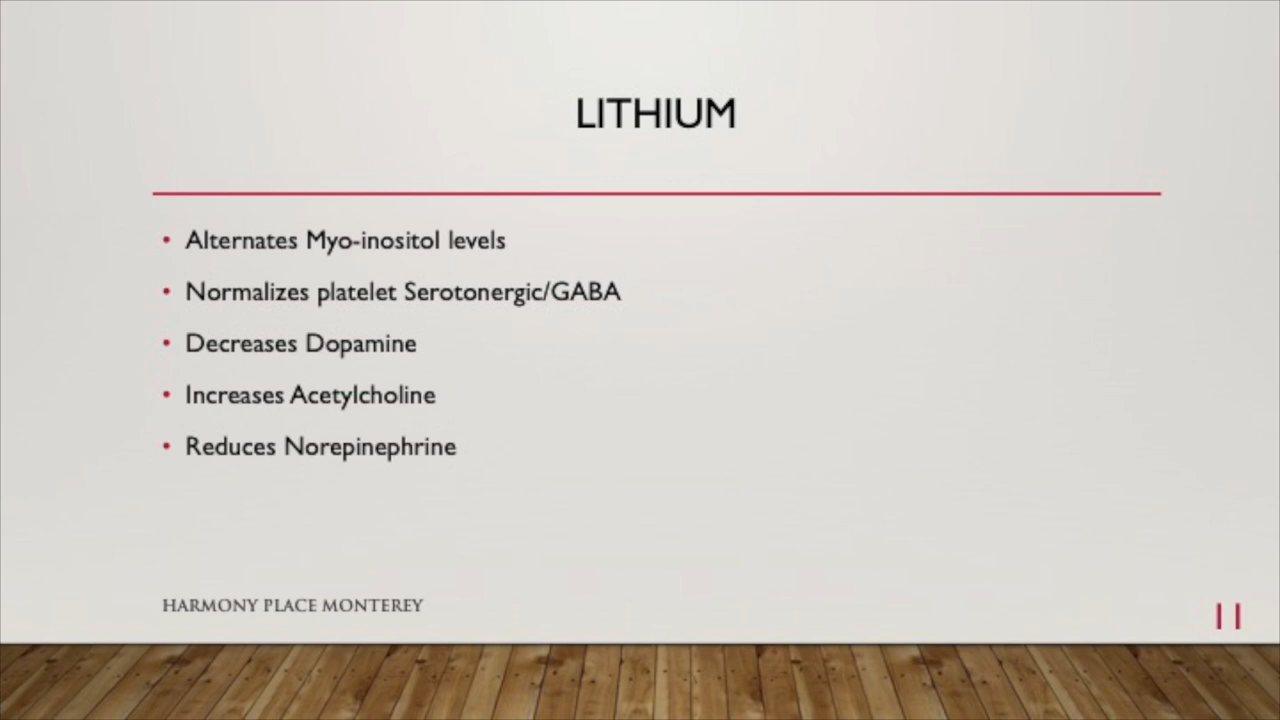 LITHIUM
• Alternates Myo-inositol levels
• Normalizes platelet Serotonergic/GABA
• Decreases Dopamine
• Increases Acetylcholine
• Reduces Norepinephrine
HARMONY PLACE MONTEREY
11